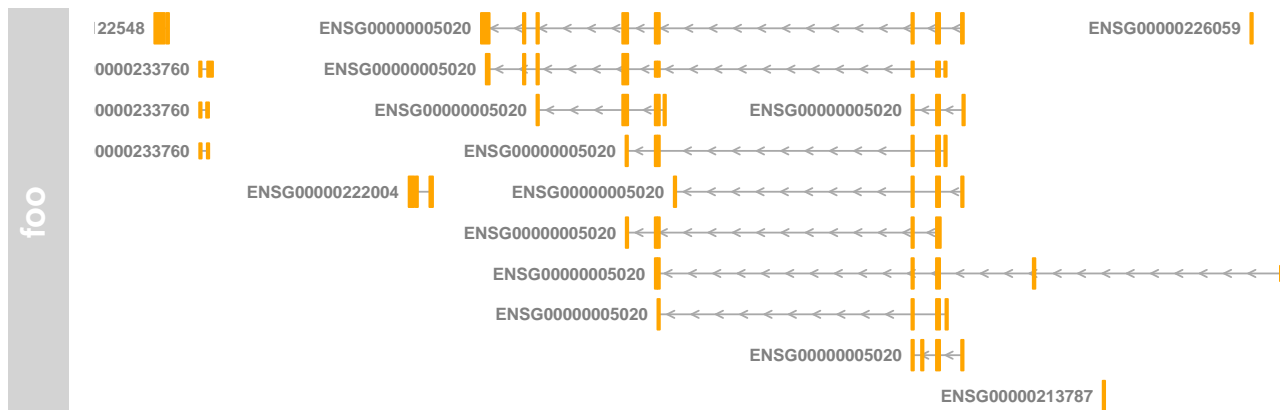 foo
22548 ENSG00000005020 ENSG00000226059
0000233760 ENSG00000005020
0000233760 ENSG00000005020 ENSG00000005020
0000233760 ENSG00000005020
ENSG00000222004 ENSG00000005020
ENSG00000005020
ENSG00000005020
ENSG00000005020
ENSG00000005020
ENSG00000213787